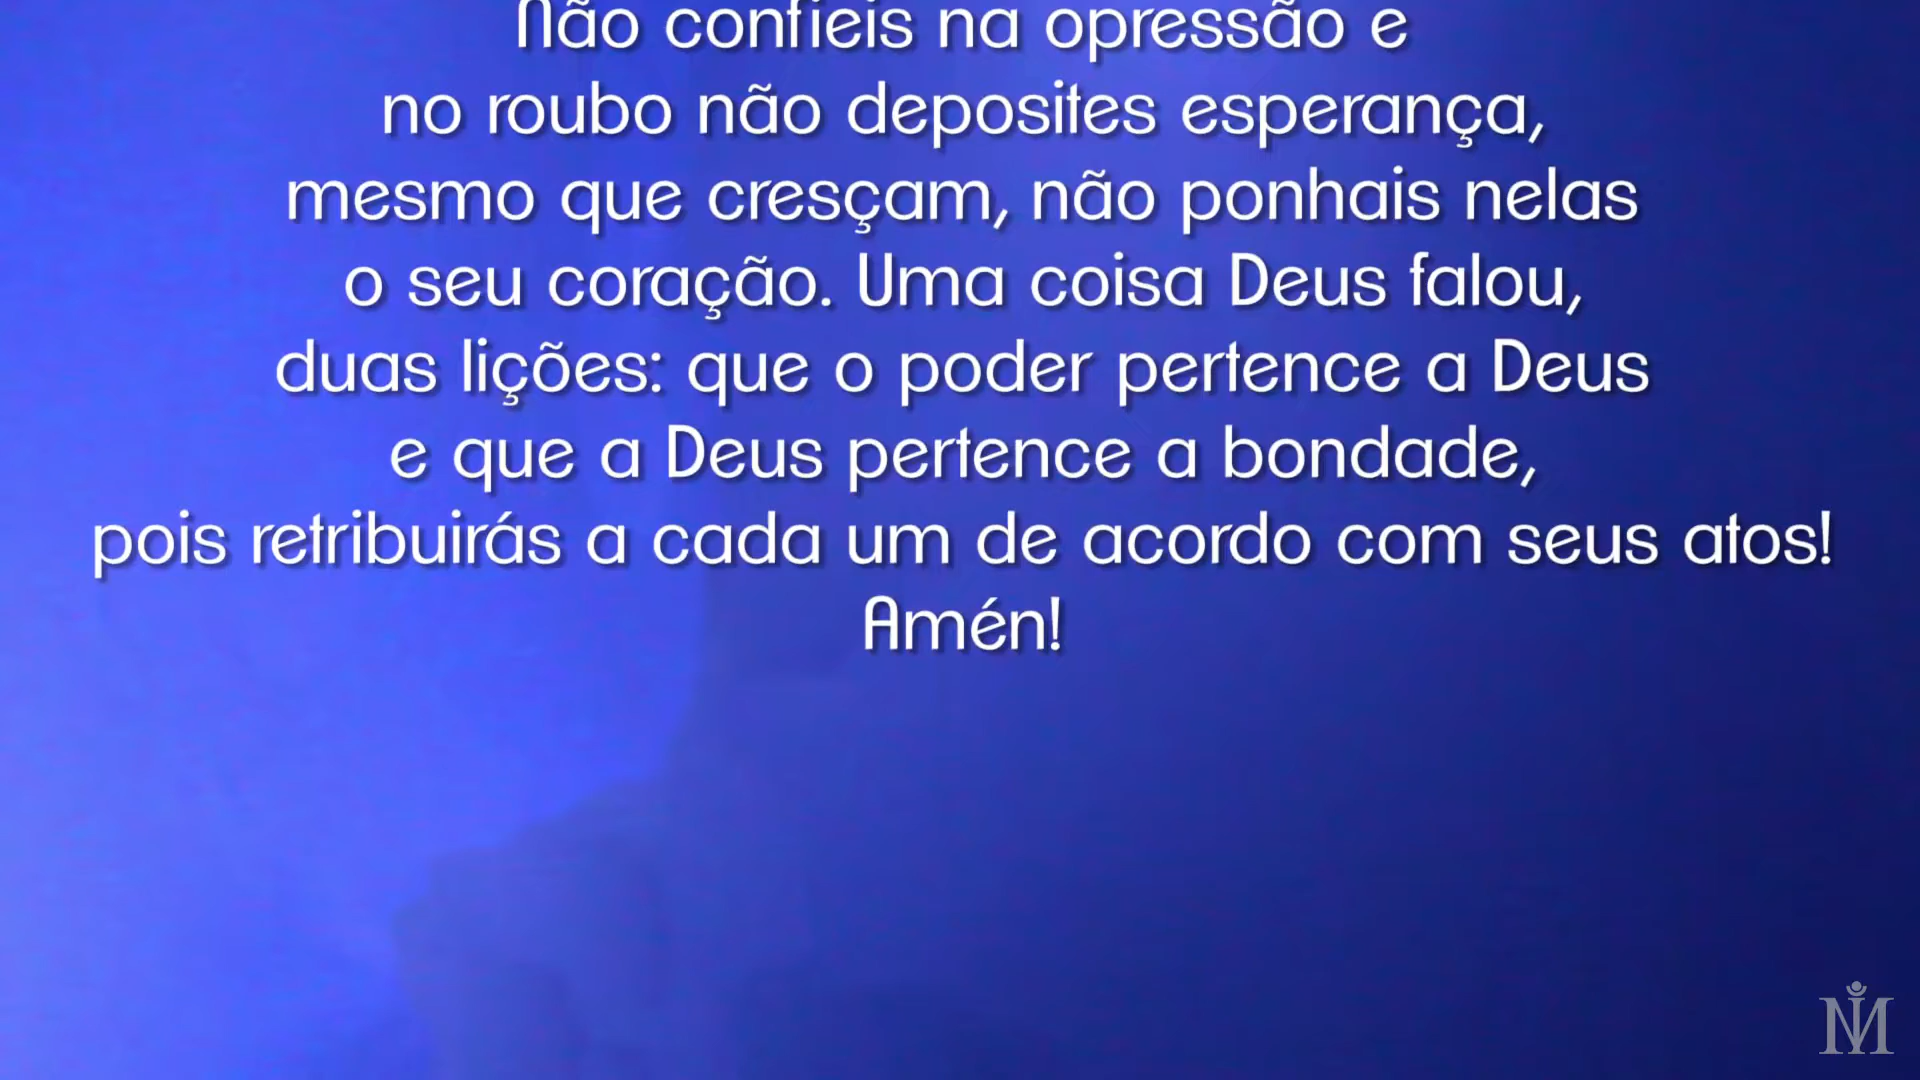 Não confieis na opressão e
no roubo não deposites esperança,
mesmo que cresçam, não ponhais nelas
o seu coração. Uma coisa Deus falou,
duas lições: que o poder pertence a Deus
e que a Deus pertence a bondade,
pois retribuirás a cada um de acordo com seus atos!
Amén!